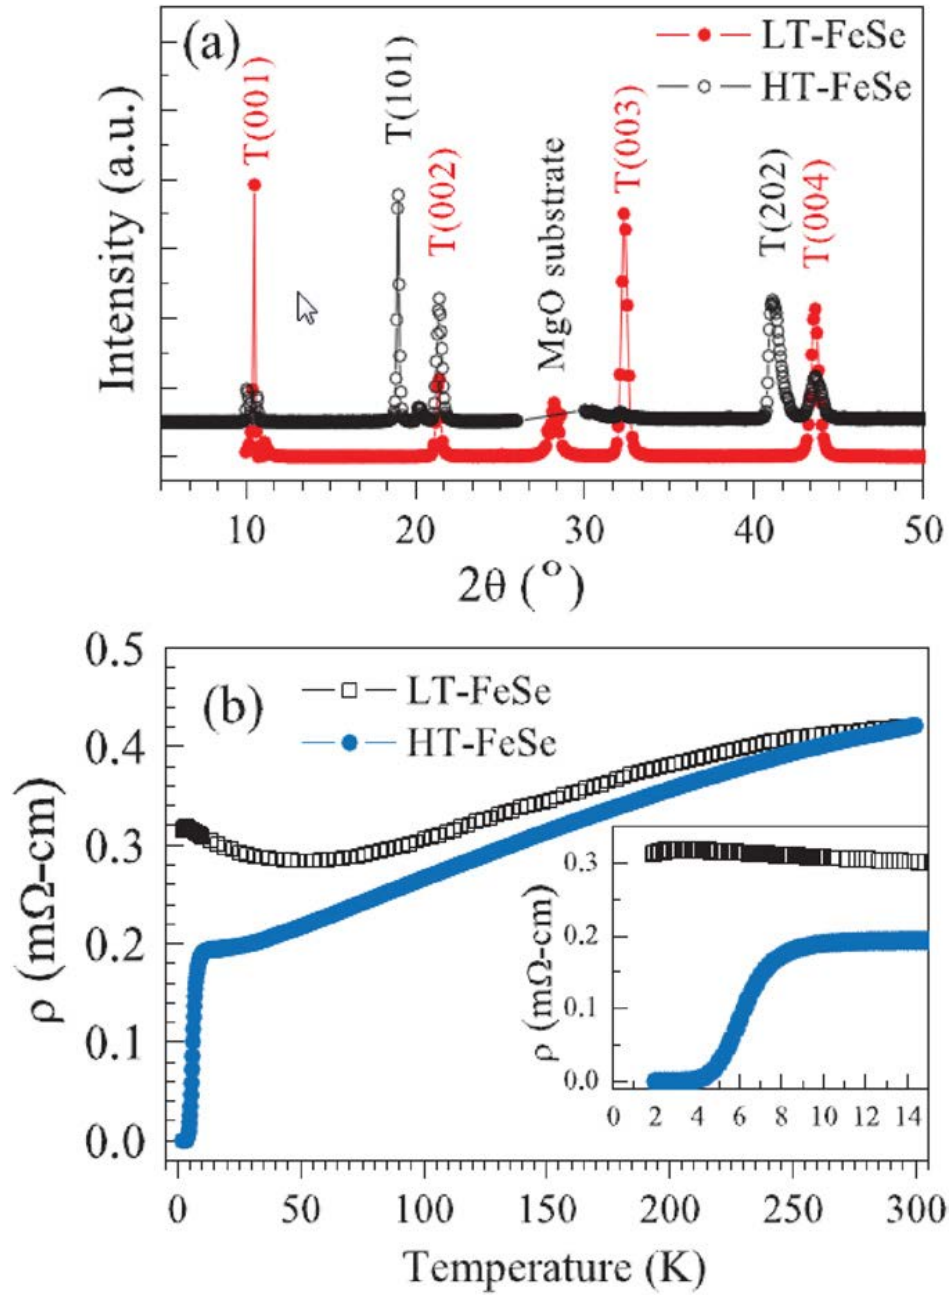 (a)
LT-FeSe
HT-FeSe
T(001)
T(101)
T(002)
MgO substrate
T(003)
T(202)
T(004)
Intensity (a.u.)
10 20 30 40 50
2θ (°)
(b)
LT-FeSe
HT-FeSe
0.5
0.4
0.3
0.2
0.1
0.0
ρ (mΩ-cm)
0.3
0.2
0.1
0.0
ρ (mΩ-cm)
0 2 4 6 8 10 12 14
0 50 100 150 200 250 300
Temperature (K)